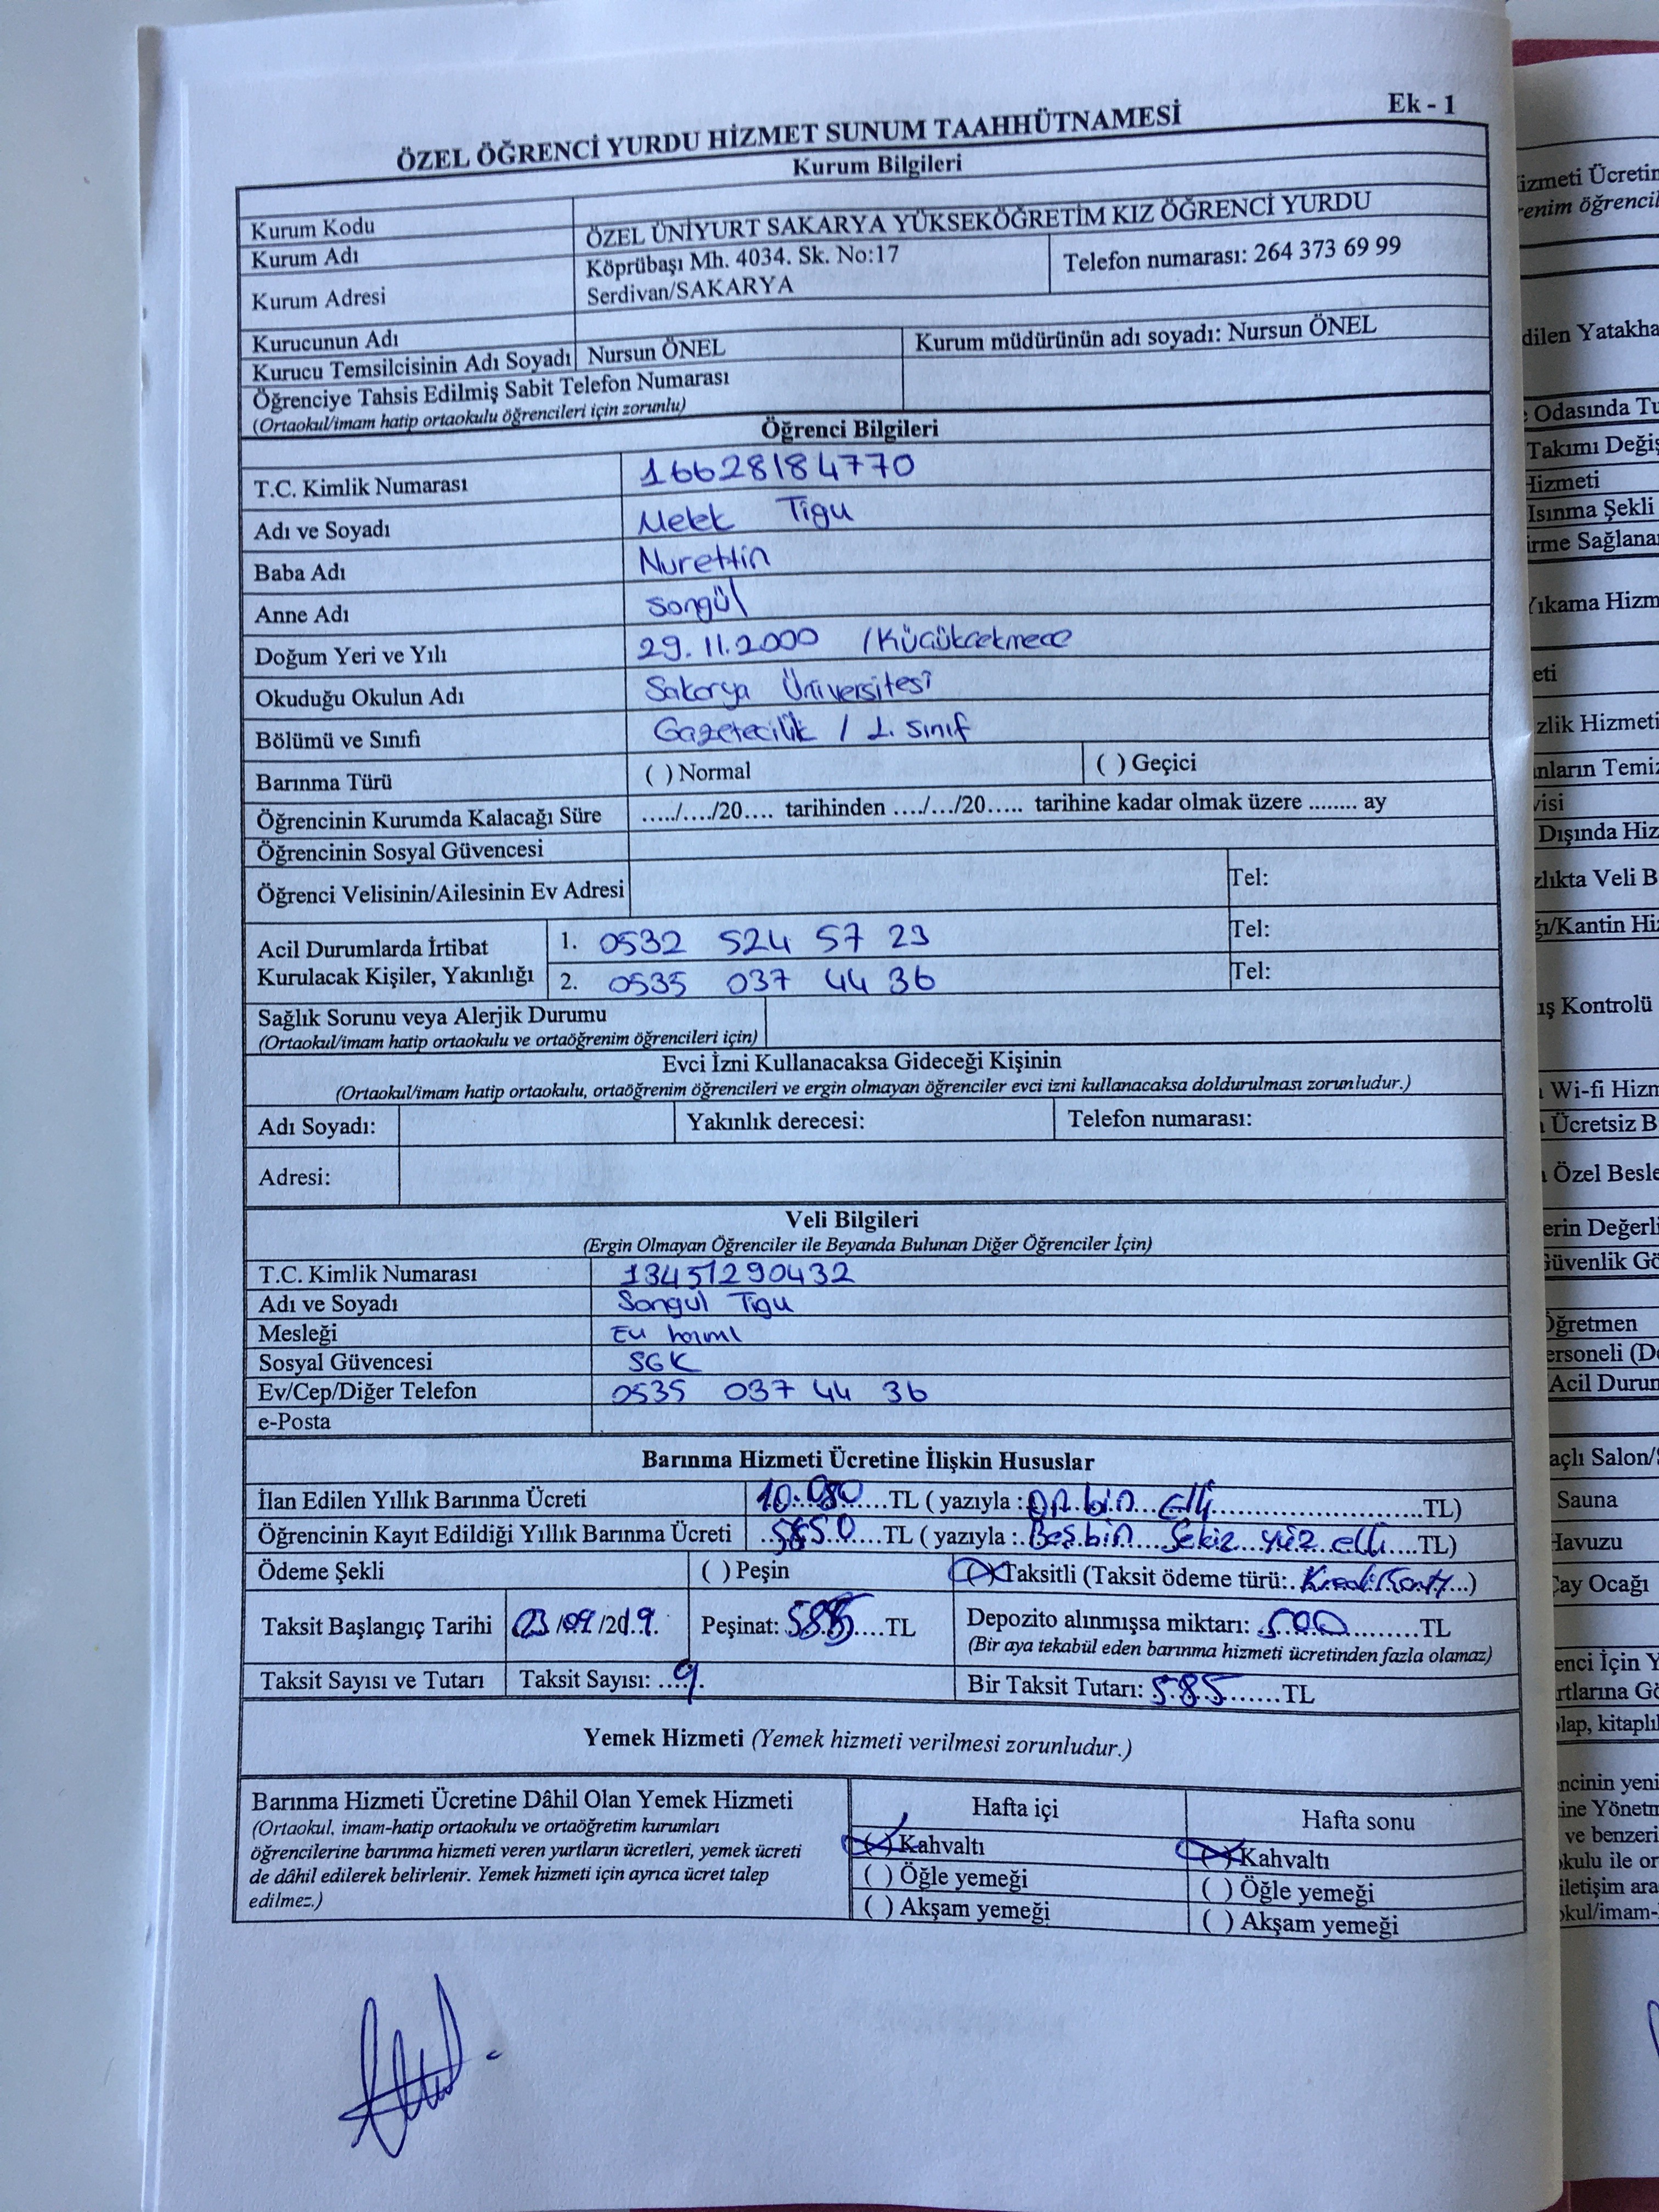 Ek - 1
ÖZEL ÖĞRENCİ YURDU HİZMET SUNUM TAAHHÜTNAMESİ
Kurum Bilgileri
Kurum Kodu
Kurum Adı ÖZEL ÜNİYURT SAKARYA YÜKSEKÖĞRETİM KIZ ÖĞRENCİ YURDU
Kurum Adresi Köprübaşı Mh. 4034. Sk. No:17
Serdivan/SAKARYA
Telefon numarası: 264 373 69 99
Kurucunun Adı
Kurucu Temsilcisinin Adı Soyadı Nursun ÖNEL Kurum müdürünün adı soyadı: Nursun ÖNEL
Öğrenciye Tahsis Edilmiş Sabit Telefon Numarası
(Ortaokul/imam hatip ortaokulu öğrencileri için zorunlu)
Öğrenci Bilgileri
T.C. Kimlik Numarası 16628184770
Adı ve Soyadı Melek Tigu
Baba Adı Nurettin
Anne Adı Songül
Doğum Yeri ve Yılı 29.11.2000 /Küçükcekmece
Okuduğu Okulun Adı Sakarya Üniversitesi
Bölümü ve Sınıfı Gazetecilik / 2. sınıf
Barınma Türü ( ) Normal ( ) Geçici
Öğrencinin Kurumda Kalacağı Süre …../…./20…. tarihinden …./…/20….. tarihine kadar olmak üzere ........ ay
Öğrencinin Sosyal Güvencesi
Öğrenci Velisinin/Ailesinin Ev Adresi Tel:
Acil Durumlarda İrtibat
Kurulacak Kişiler, Yakınlığı
1. 0532 524 57 23 Tel:
2. 0535 037 44 36 Tel:
Sağlık Sorunu veya Alerjik Durumu
(Ortaokul/imam hatip ortaokulu ve ortaöğrenim öğrencileri için)
Evci İzni Kullanacaksa Gideceği Kişinin
(Ortaokul/imam hatip ortaokulu, ortaöğrenim öğrencileri ve ergin olmayan öğrenciler evci izni kullanacaksa doldurulması zorunludur.)
Adı Soyadı: Yakınlık derecesi: Telefon numarası:
Adresi:
Veli Bilgileri
(Ergin Olmayan Öğrenciler ile Beyanda Bulunan Diğer Öğrenciler İçin)
T.C. Kimlik Numarası 13451290432
Adı ve Soyadı Songül Tigu
Mesleği Ev hanımı
Sosyal Güvencesi SGK
Ev/Cep/Diğer Telefon 0535 037 44 36
e-Posta
Barınma Hizmeti Ücretine İlişkin Hususlar
İlan Edilen Yıllık Barınma Ücreti TL ( yazıyla : On bin Elli TL)
Öğrencinin Kayıt Edildiği Yıllık Barınma Ücreti 5850 TL ( yazıyla : Beş bin Sekiz yüz elli TL)
Ödeme Şekli ( ) Peşin (X) Taksitli (Taksit ödeme türü: Kredi Kartı )
Taksit Başlangıç Tarihi 03/09/2019 Peşinat: 585 TL Depozito alınmışsa miktarı: 500 TL
(Bir aya tekabül eden barınma hizmeti ücretinden fazla olamaz)
Taksit Sayısı ve Tutarı Taksit Sayısı: 9 Bir Taksit Tutarı: 585 TL
Yemek Hizmeti (Yemek hizmeti verilmesi zorunludur.)
Barınma Hizmeti Ücretine Dâhil Olan Yemek Hizmeti
(Ortaokul, imam-hatip ortaokulu ve ortaöğretim kurumları
öğrencilerine barınma hizmeti veren yurtların ücretleri, yemek ücreti
de dâhil edilerek belirlenir. Yemek hizmeti için ayrıca ücret talep
edilmez.)
Hafta içi Hafta sonu
(X) Kahvaltı (X) Kahvaltı
( ) Öğle yemeği ( ) Öğle yemeği
( ) Akşam yemeği ( ) Akşam yemeği